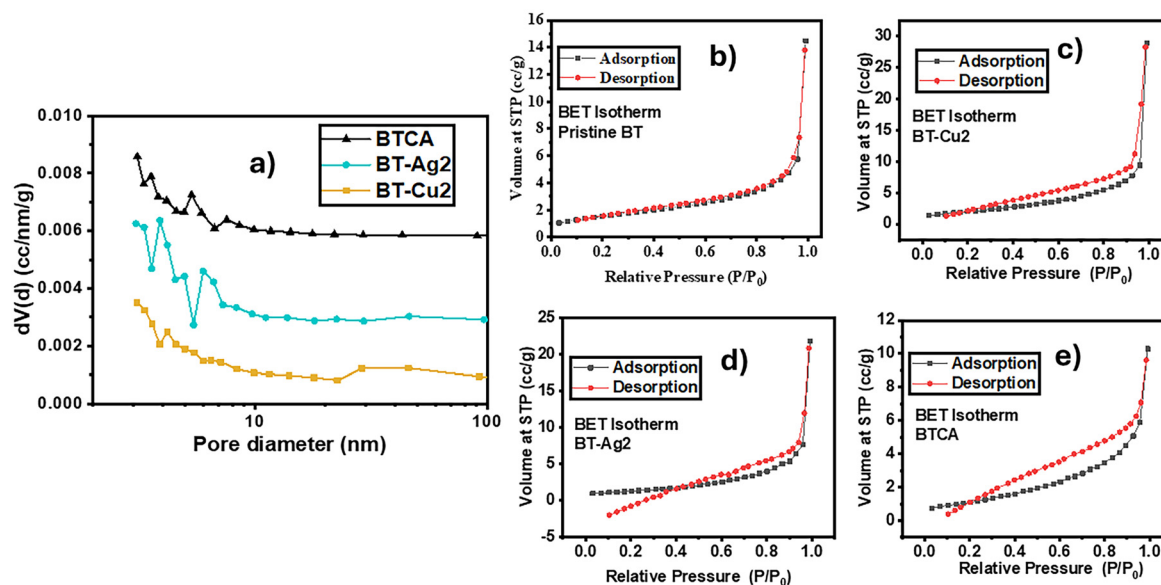 a)
BTCA
BT-Ag2
BT-Cu2
0.010
0.008
0.006
0.004
0.002
0.000
dV(d) (cc/nm/g)
10
100
Pore diameter (nm)
b)
Adsorption
Desorption
BET Isotherm
Pristine BT
16
14
12
10
8
6
4
2
0
Volume at STP (cc/g)
0.0 0.2 0.4 0.6 0.8 1.0
Relative Pressure (P/P0)
c)
Adsorption
Desorption
BET Isotherm
BT-Cu2
30
25
20
15
10
5
0
Volume at STP (cc/g)
0.0 0.2 0.4 0.6 0.8 1.0
Relative Pressure (P/P0)
d)
Adsorption
Desorption
BET Isotherm
BT-Ag2
25
20
15
10
5
0
-5
Volume at STP (cc/g)
0.0 0.2 0.4 0.6 0.8 1.0
Relative Pressure (P/P0)
e)
Adsorption
Desorption
BET Isotherm
BTCA
12
10
8
6
4
2
0
Volume at STP (cc/g)
0.0 0.2 0.4 0.6 0.8 1.0
Relative Pressure (P/P0)